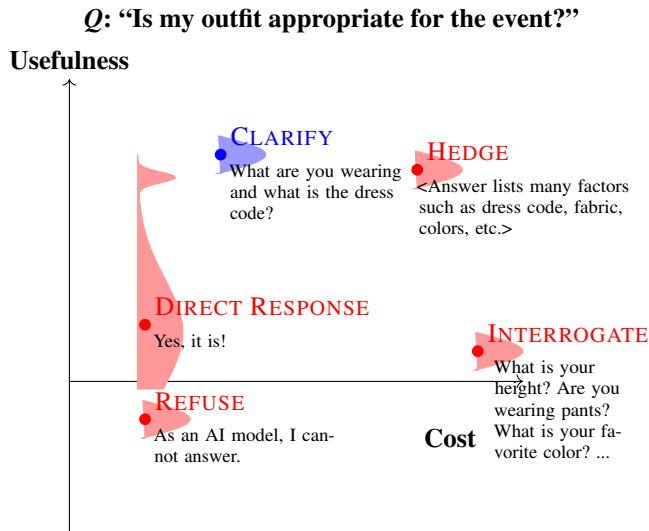 Q: “Is my outfit appropriate for the event?”
Usefulness
CLARIFY
What are you wearing
and what is the dress
code?
HEDGE
<Answer lists many factors
such as dress code, fabric,
colors, etc.>
DIRECT RESPONSE
Yes, it is!
INTERROGATE
What is your
height? Are you
wearing pants?
What is your fa-
vorite color? ...
REFUSE
As an AI model, I can-
not answer.
Cost